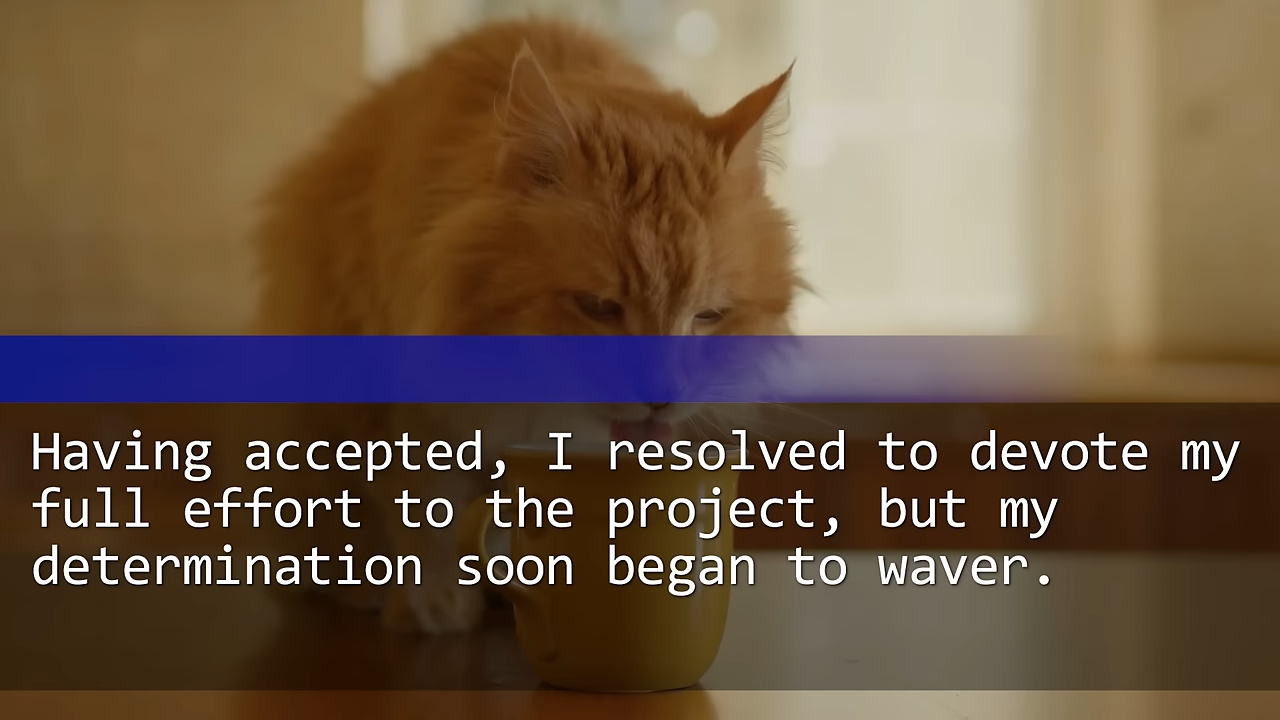 Having accepted, I resolved to devote my
full effort to the project, but my
determination soon began to waver.